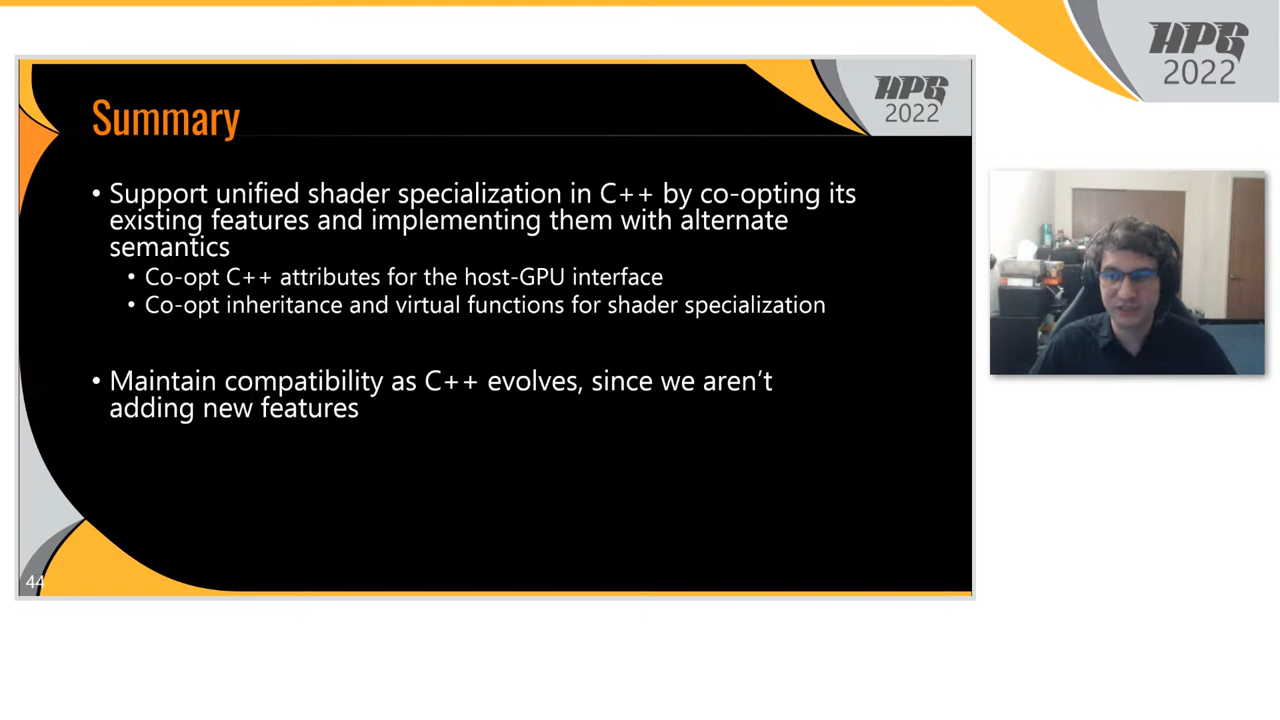 HPG
2022
HPG
2022
Summary
• Support unified shader specialization in C++ by co-opting its
existing features and implementing them with alternate
semantics
• Co-opt C++ attributes for the host-GPU interface
• Co-opt inheritance and virtual functions for shader specialization
• Maintain compatibility as C++ evolves, since we aren't
adding new features
44